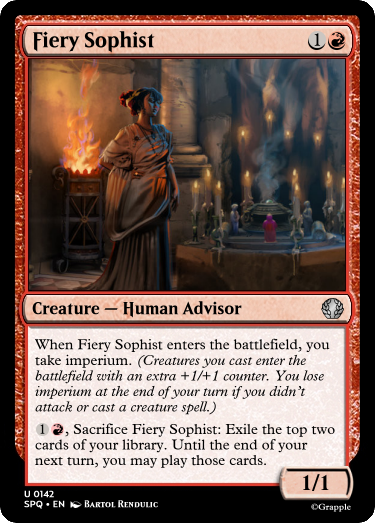 Fiery Sophist 1
Creature — Human Advisor
When Fiery Sophist enters the battlefield, you
take imperium. (Creatures you cast enter the
battlefield with an extra +1/+1 counter. You lose
imperium at the end of your turn if you didn't
attack or cast a creature spell.)
1 , Sacrifice Fiery Sophist: Exile the top two
cards of your library. Until the end of your
next turn, you may play those cards.
1/1
U 0142
SPQ • EN Bartol Rendulic
©Grapple